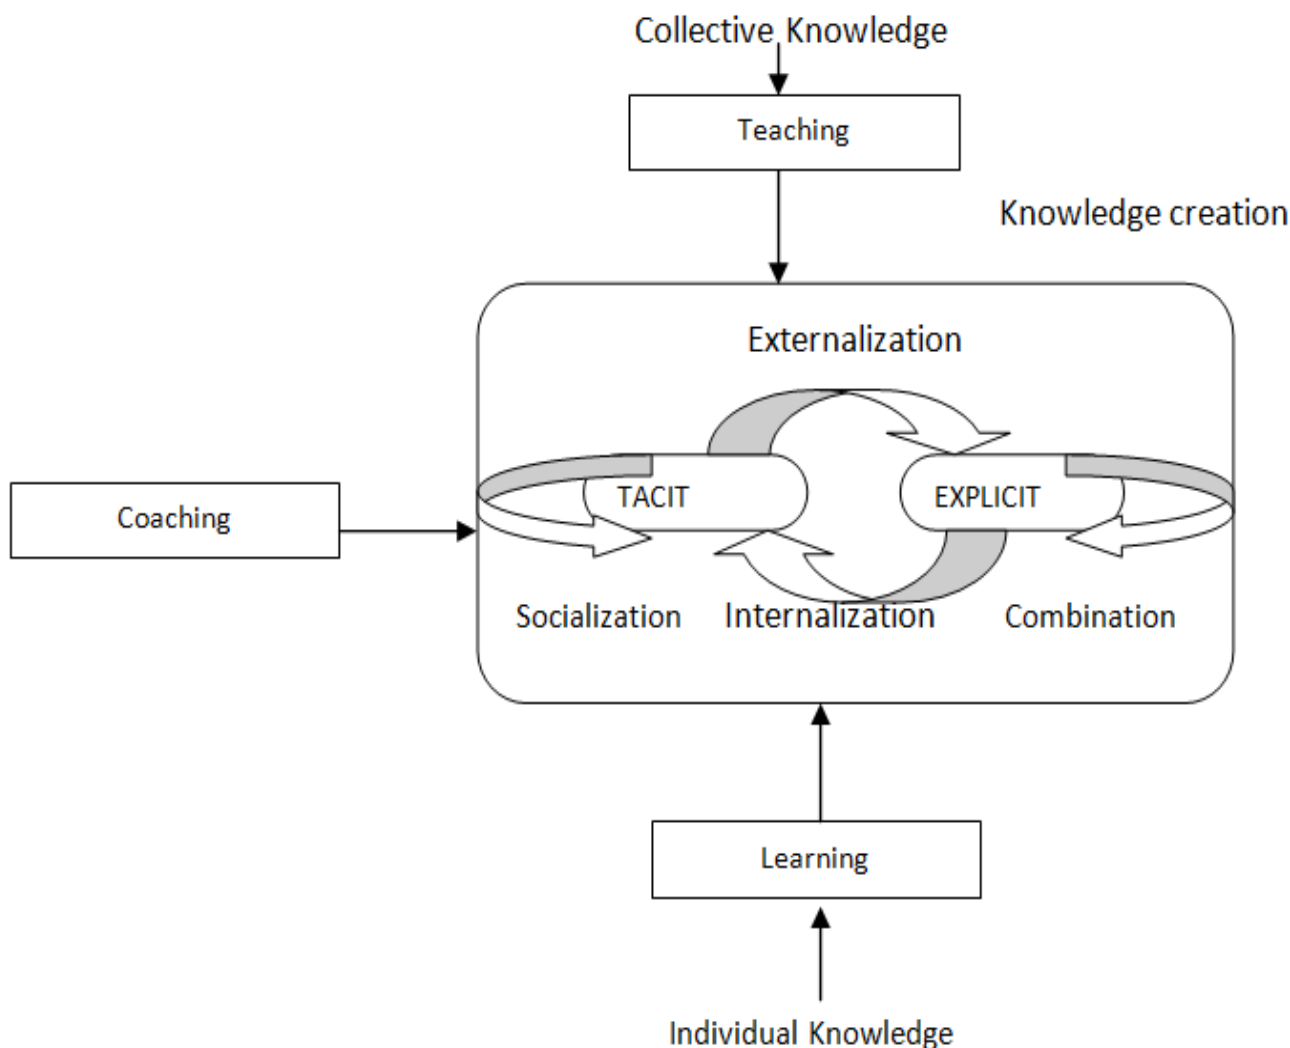 Collective Knowledge
Teaching
Knowledge creation
Externalization
TACIT
EXPLICIT
Coaching
Socialization
Internalization
Combination
Learning
Individual Knowledge